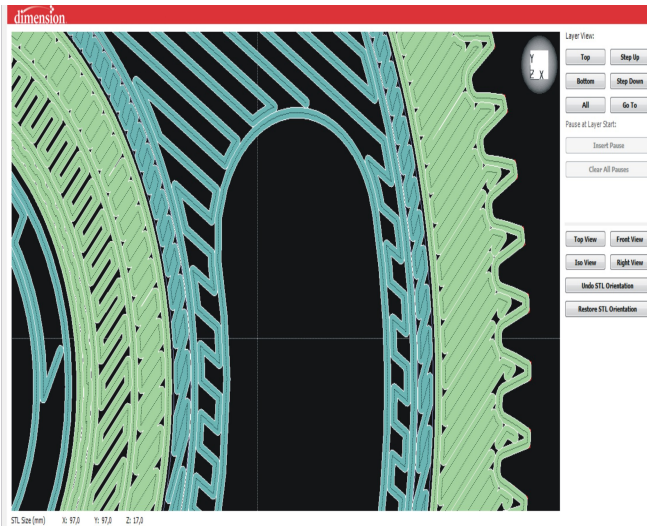 dimension
Layer View:
Top Step Up
Bottom Step Down
All Go To
Pause at Layer Start:
Insert Pause
Clear All Pauses
Y
Z X
Top View Front View
Iso View Right View
Undo STL Orientation
Restore STL Orientation
STL Size (mm) X: 97,0 Y: 97,0 Z: 17,0